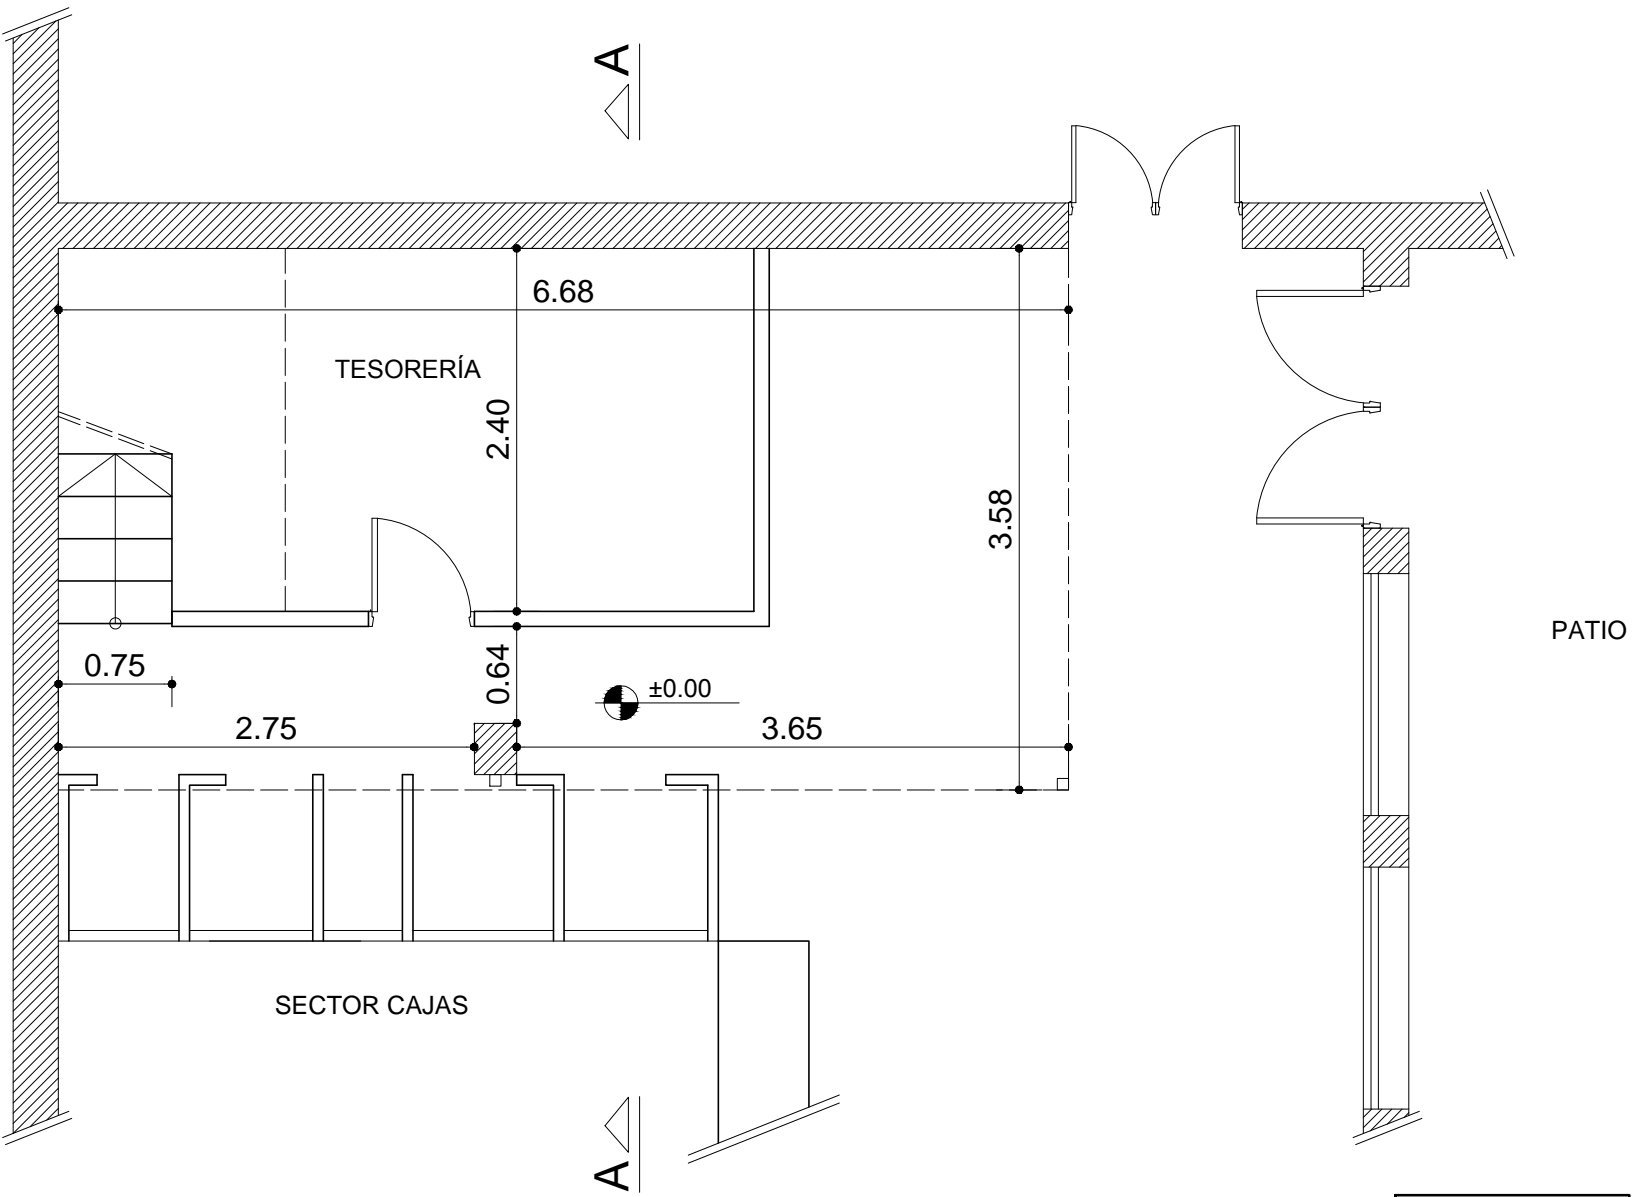 A
6.68
TESORERÍA
2.40
3.58
PATIO
0.75
0.64
±0.00
2.75
3.65
SECTOR CAJAS
A